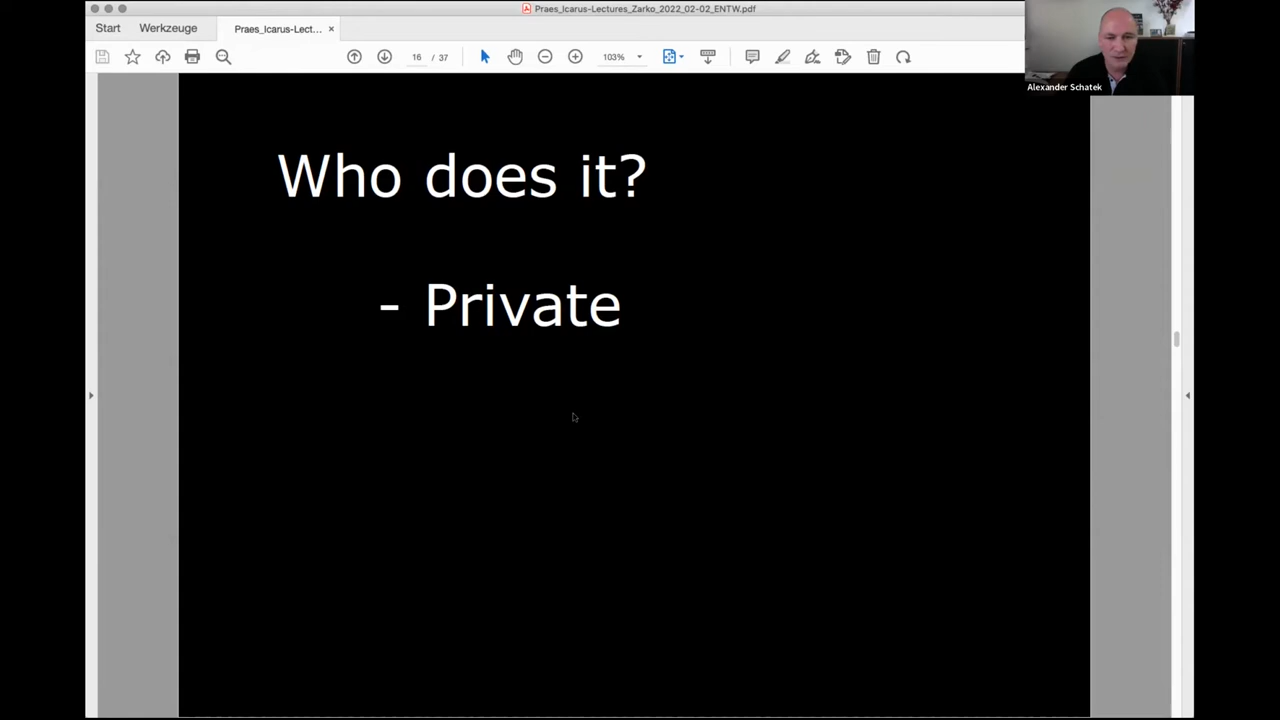 Praes_Icarus-Lectures_Zarko_2022_02-02_ENTW.pdf
Start Werkzeuge Praes_Icarus-Lect... ×
16 / 37 103%
Alexander Schatek
Who does it?
- Private